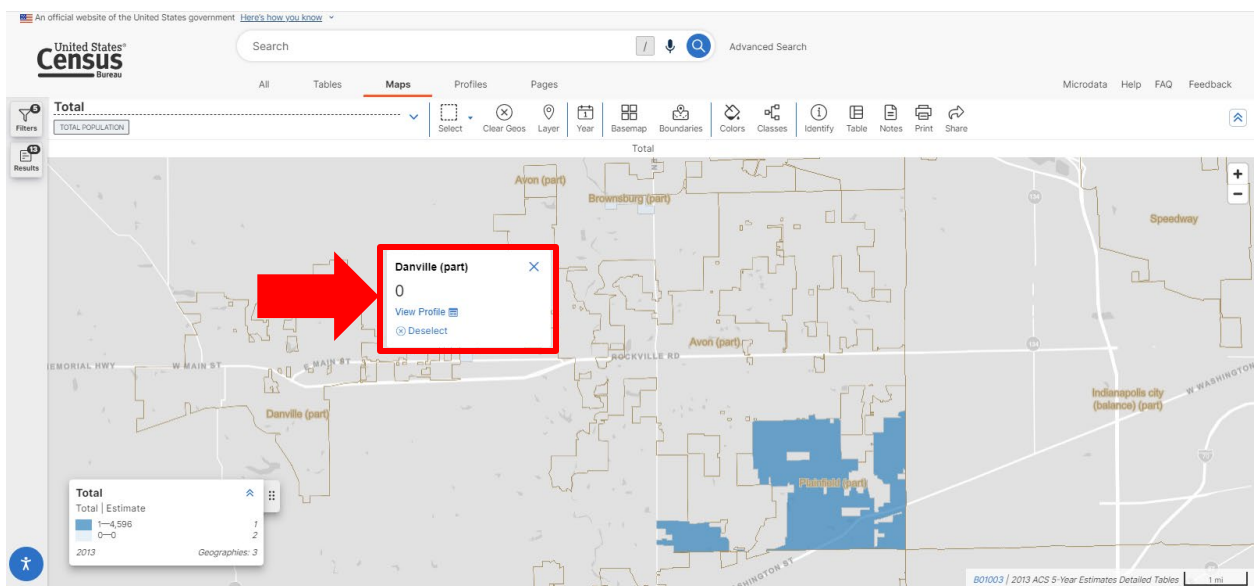 An official website of the United States government Here's how you know
United States®
Census
Bureau
Search
/
Advanced Search
All Tables Maps Profiles Pages
Microdata Help FAQ Feedback
5
Filters
13
Results
Total
TOTAL POPULATION
Select Clear Geos Layer Year Basemap Boundaries Colors Classes Identify Table Notes Print Share
Total
Avon (part)
Brownsburg (part)
Speedway
Danville (part)
0
View Profile
Deselect
Avon (part)
ROCKVILLE RD
EMORIAL HWY
W MAIN ST
E MAIN ST
W WASHINGTON
Indianapolis city
(balance) (part)
Danville (part)
Plainfield (part)
Total
Total | Estimate
1—4,596 1
0—0 2
2013 Geographies: 3
B01003 | 2013 ACS 5-Year Estimates Detailed Tables
1 mi